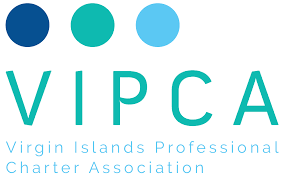 VIPCA
Virgin Islands Professional
Charter Association